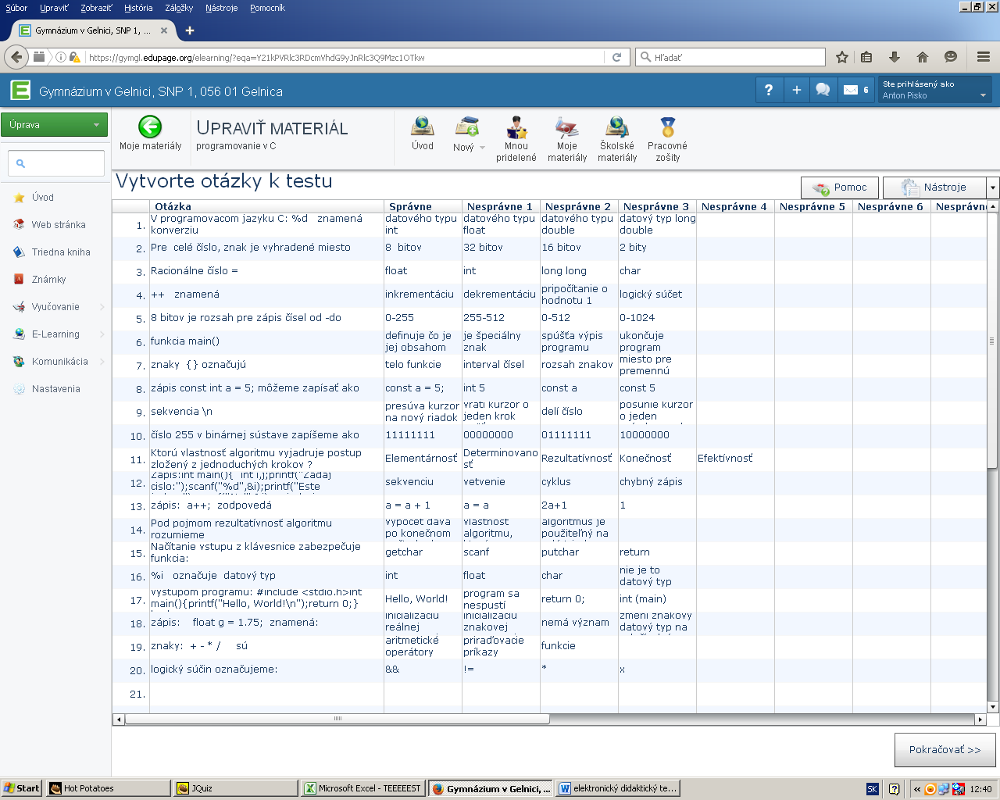 Súbor Upraviť Zobraziť História Záložky Nástroje Pomocník
Gymnázium v Gelnici, SNP 1, ...
https://gymgl.edupage.org/elearning/?eqa=Y21kPVRlc3RDcmVhdG9yJnRlc3Q9Mzc1OTkw
Hľadať
Gymnázium v Gelnici, SNP 1, 056 01 Gelnica
? + 6
Ste prihlásený ako
Anton Pisko
Úprava
Moje materiály
UPRAVIŤ MATERIÁL
programovanie v C
Úvod
Nový
Mnou pridelené
Moje materiály
Školské materiály
Pracovné zošity
Úvod
Web stránka
Triedna kniha
Známky
Vyučovanie
E-Learning
Komunikácia
Nastavenia
Vytvorte otázky k testu
Pomoc
Nástroje
Otázka Správne Nesprávne 1 Nesprávne 2 Nesprávne 3 Nesprávne 4 Nesprávne 5 Nesprávne 6
1. V programovacom jazyku C: %d znamená konverziu datového typu int datového typu float datového typu double datový typ long double
2. Pre celé číslo, znak je vyhradené miesto 8 bitov 32 bitov 16 bitov 2 bity
3. Racionálne číslo = float int long long char
4. ++ znamená inkrementáciu dekrementáciu pripočítanie o hodnotu 1 logický súčet
5. 8 bitov je rozsah pre zápis čísel od -do 0-255 255-512 0-512 0-1024
6. funkcia main() definuje čo je jej obsahom je špeciálny znak spúšťa výpis programu ukončuje program
7. znaky {} označujú telo funkcie interval čísel rozsah znakov miesto pre premennú
8. zápis const int a = 5; môžeme zapísať ako const a = 5; int 5 const a const 5
9. sekvencia \n presúva kurzor na nový riadok vráti kurzor o jeden krok delí číslo posunie kurzor o jeden
10. číslo 255 v binárnej sústave zapíšeme ako 11111111 00000000 01111111 10000000
11. Ktorú vlastnosť algoritmu vyjadruje postup zložený z jednoduchých krokov ? Elementárnosť Determinovanosť Rezultatívnosť Konečnosť Efektívnosť
12. Zápis:int main(){ int i,j;printf("Zadaj cislo:");scanf("%d",&i);printf("Este sekvenciu vetvenie cyklus chybný zápis
13. zápis: a++; zodpovedá a = a + 1 a = a 2a+1 1
14. Pod pojmom rezultatívnosť algoritmu rozumieme výpočet dáva po konečnom vlastnosť algoritmu, algoritmus je použiteľný na
15. Načítanie vstupu z klávesnice zabezpečuje funkcia: getchar scanf putchar return
16. %i označuje datový typ int float char nie je to datový typ
17. Výstupom programu: #include <stdio.h>int main(){printf("Hello, World!\n");return 0;} Hello, World! program sa nespustí return 0; int (main)
18. zápis: float g = 1.75; znamená: inicializáciu reálnej inicializáciu znakovej nemá význam zmení znakový datový typ na
19. znaky: + - * / sú aritmetické operátory priraďovacie príkazy funkcie
20. logický súčin označujeme: && != * x
21.
Pokračovať >>
Start
Hot Potatoes
JQuiz
Microsoft Excel - TEEEEEST
Gymnázium v Gelnici, ...
elektronický didaktický te...
SK
12:40